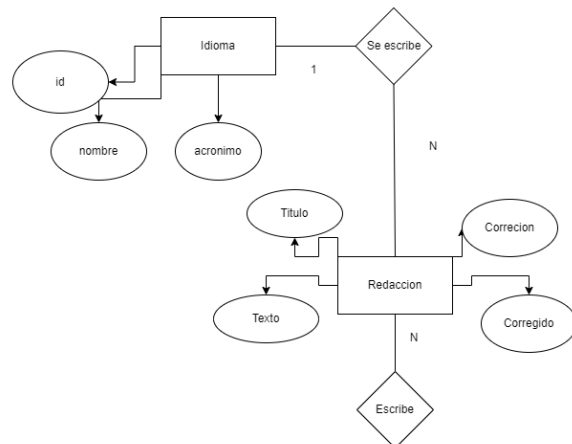 Idioma
Se escribe
1
id
nombre
acronimo
N
Titulo
Correcion
Redaccion
Texto
Corregido
N
Escribe